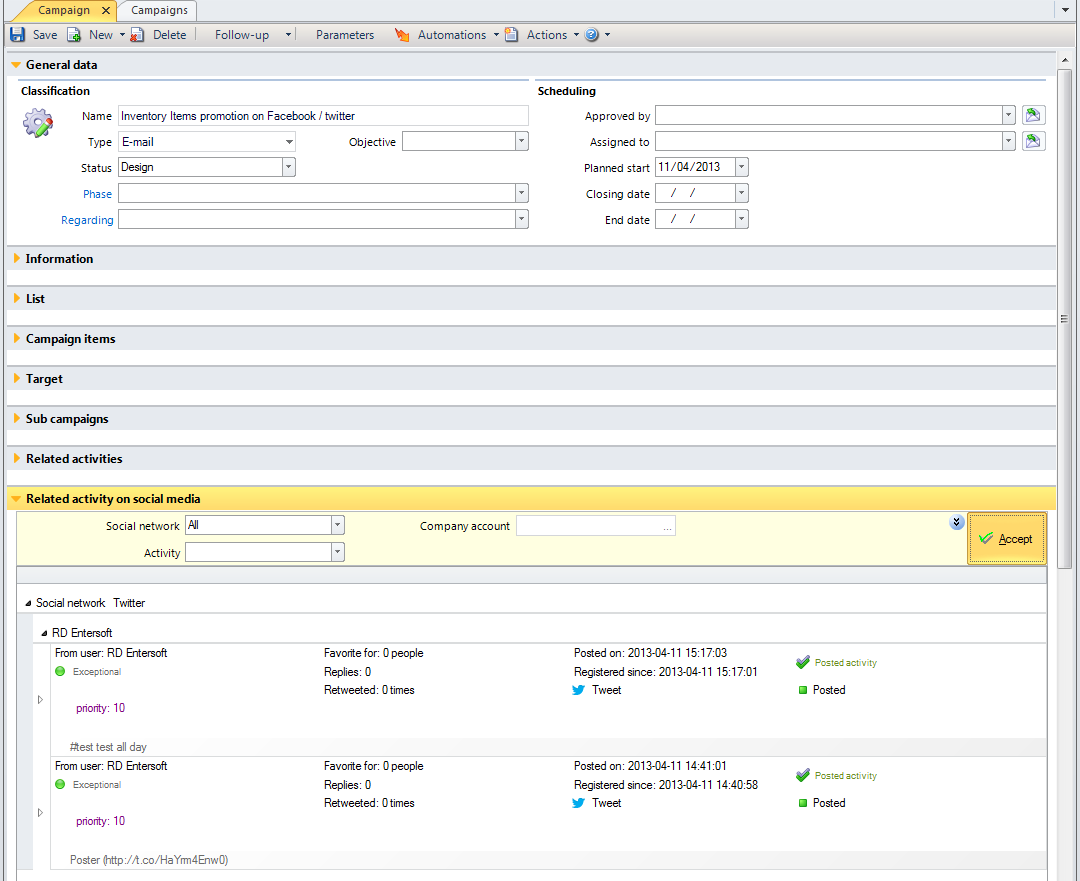 Campaign Campaigns
Save New Delete Follow-up Parameters Automations Actions
General data
Classification Scheduling
Name Inventory Items promotion on Facebook / twitter Approved by
Type E-mail Objective Assigned to
Status Design Planned start 11/04/2013
Phase Closing date / /
Regarding End date / /
Information
List
Campaign items
Target
Sub campaigns
Related activities
Related activity on social media
Social network All Company account ... Accept
Activity
Social network Twitter
RD Entersoft
From user: RD Entersoft Favorite for: 0 people Posted on: 2013-04-11 15:17:03 Posted activity
Exceptional Replies: 0 Registered since: 2013-04-11 15:17:01
Retweeted: 0 times Tweet Posted
priority: 10
#test test all day
From user: RD Entersoft Favorite for: 0 people Posted on: 2013-04-11 14:41:01 Posted activity
Exceptional Replies: 0 Registered since: 2013-04-11 14:40:58
Retweeted: 0 times Tweet Posted
priority: 10
Poster (http://t.co/HaYrm4Enw0)